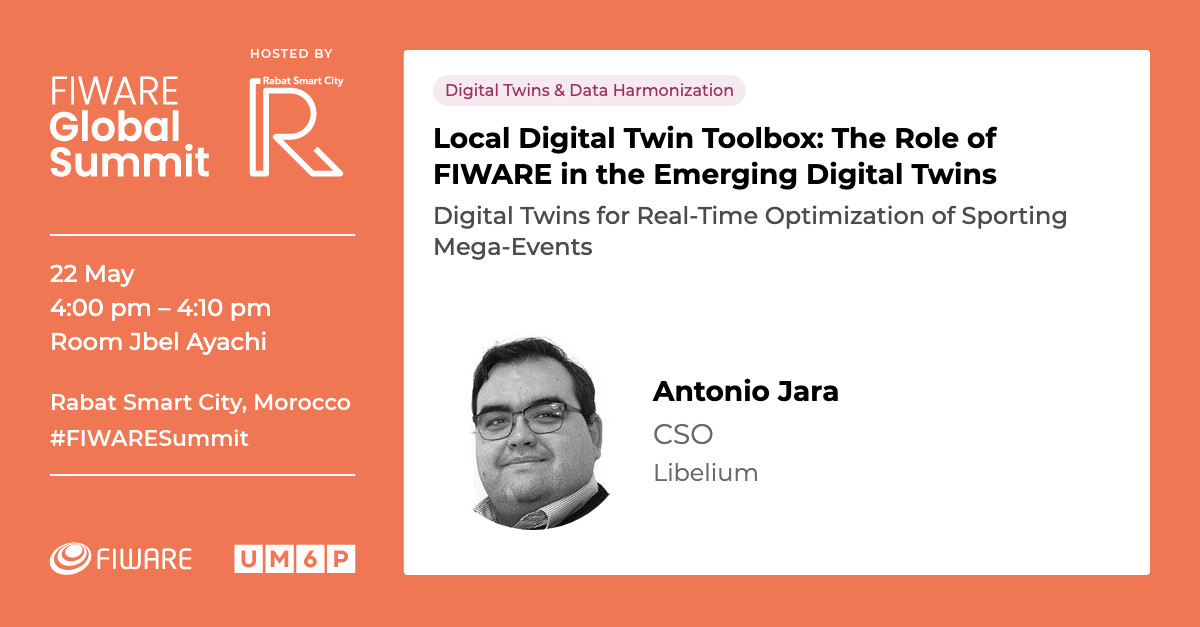 HOSTED BY
FIWARE
Global
Summit
Rabat Smart City
R
22 May
4:00 pm – 4:10 pm
Room Jbel Ayachi
Rabat Smart City, Morocco
#FIWARESummit
FIWARE
UM6P
Digital Twins & Data Harmonization
Local Digital Twin Toolbox: The Role of
FIWARE in the Emerging Digital Twins
Digital Twins for Real-Time Optimization of Sporting
Mega-Events
Antonio Jara
CSO
Libelium